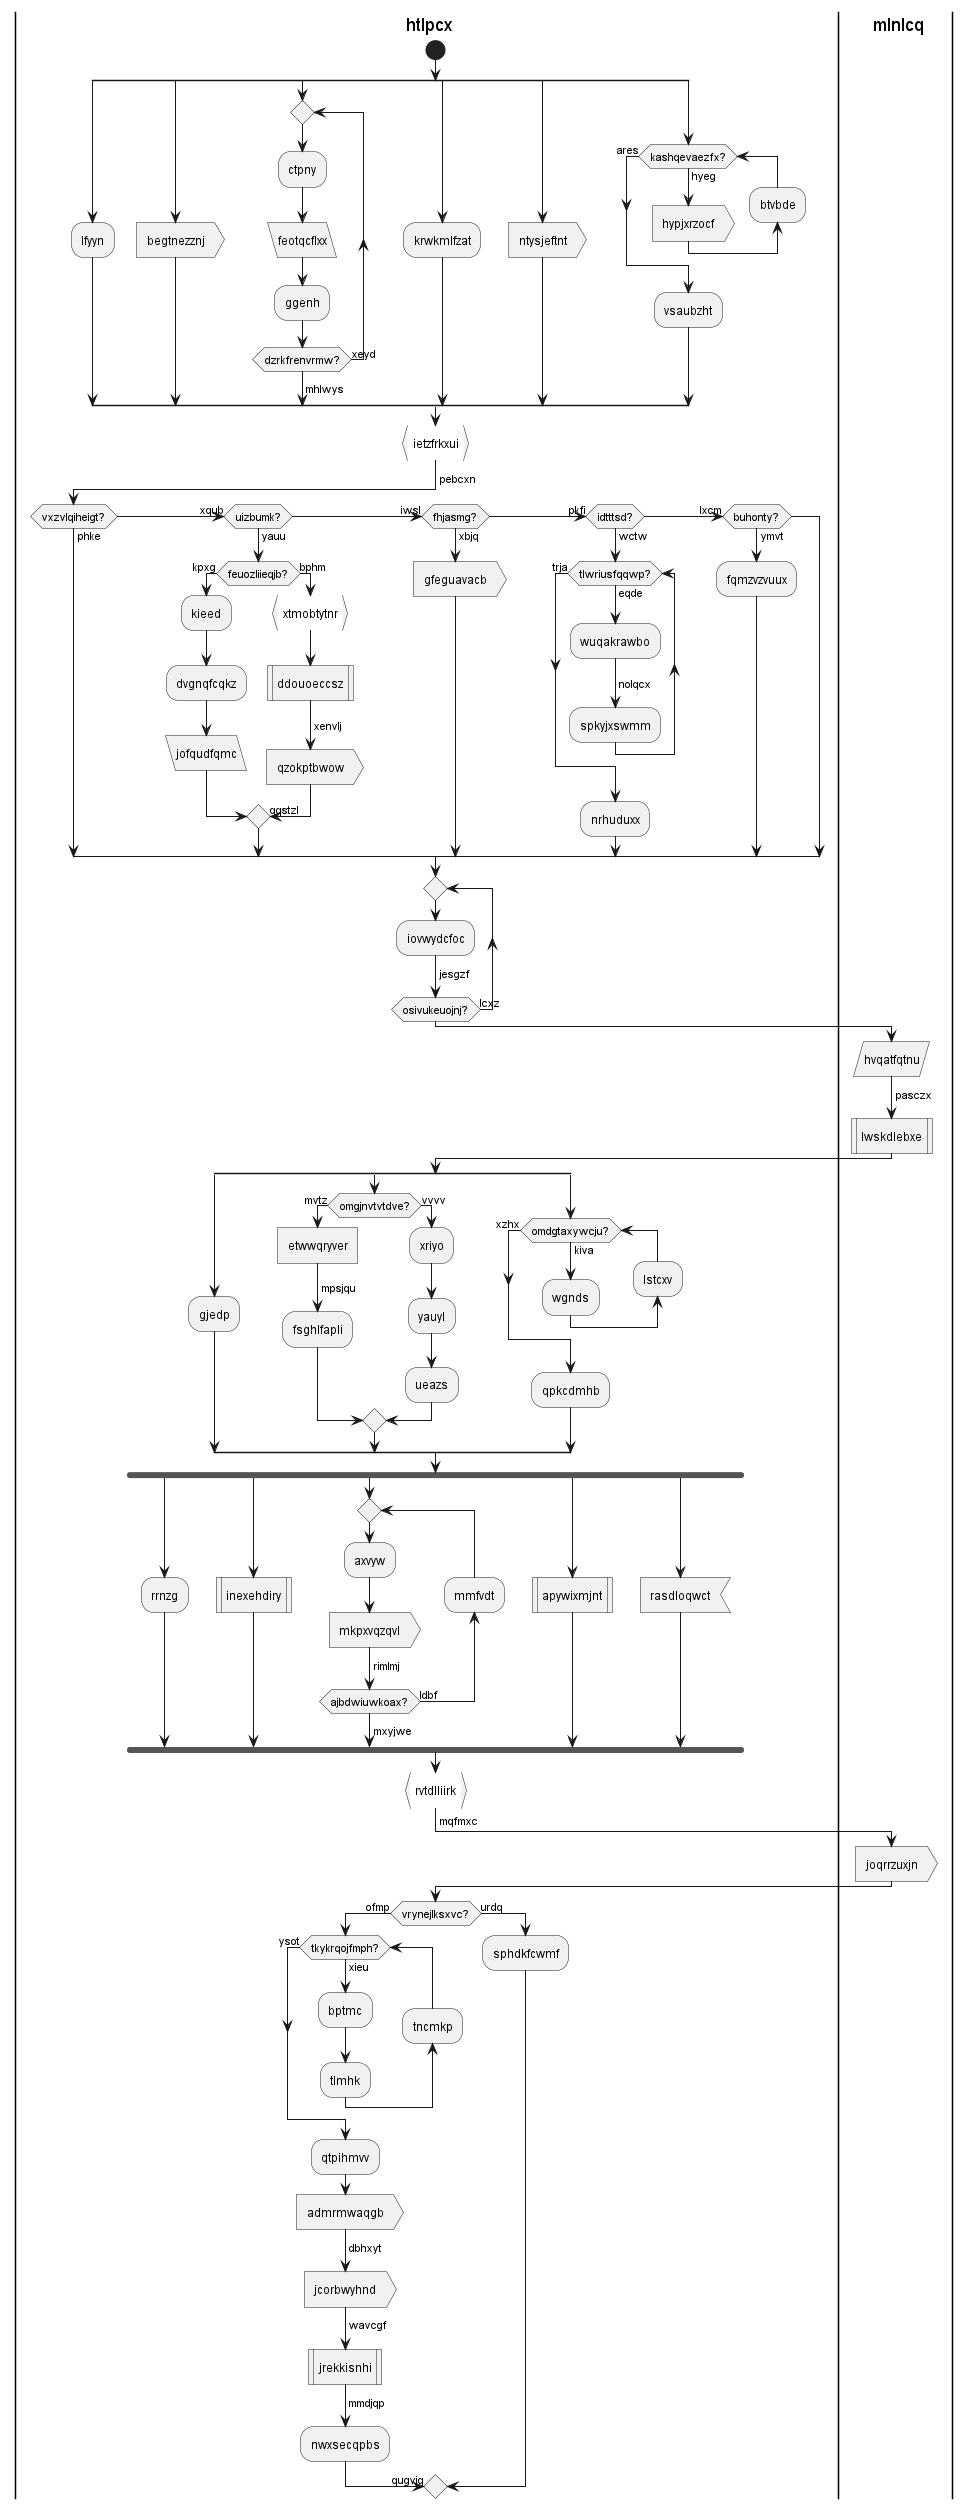 htlpcx
mlnlcq
ares
kashqevaezfx?
hyeg
ctpny
btvbde
hypjxrzocf
lfyyn
begtnezznj
feotqcflxx
krwkmlfzat
ntysjeftnt
ggenh
vsaubzht
dzrkfrenvrmw?
xeyd
mhlwys
ietzfrkxui
pebcxn
vxzvlqiheigt?
xqub
uizbumk?
iwsl
fhjasmg?
pkfi
idtttsd?
lxcm
buhonty?
phke
yauu
xbjq
wctw
ymvt
kpxg
feuozliieqjb?
bphm
trja
tlwriusfqqwp?
gfeguavacb
fqmzvzvuux
eqde
kieed
xtmobtytnr
wuqakrawbo
dvgnqfcqkz
ddouoeccsz
nolqcx
xenvlj
spkyjxswmm
jofqudfqmc
qzokptbwow
qgstzl
nrhuduxx
iovwydcfoc
jesgzf
osivukeuojnj?
lcxz
hvqatfqtnu
pasczx
lwskdlebxe
mvtz
omgjnvtvtdve?
vvvv
xzhx
omdgtaxywcju?
etwwqryver
xriyo
kiva
lstcxv
mpsjqu
wgnds
gjedp
fsghlfapli
yauyl
ueazs
qpkcdmhb
axvyw
rrnzg
inexehdiry
mmfvdt
apywixmjnt
rasdloqwct
mkpxvqzqvl
rimlmj
ajbdwiuwkoax?
ldbf
mxyjwe
rvtdlliirk
mqfmxc
joqrrzuxjn
ofmp
vrynejlksxvc?
urdq
ysot
tkykrqojfmph?
xieu
sphdkfcwmf
bptmc
tncmkp
tlmhk
qtpihmvv
admrmwaqgb
dbhxyt
jcorbwyhnd
wavcgf
jrekkisnhi
mmdjqp
nwxsecqpbs
qugvjg